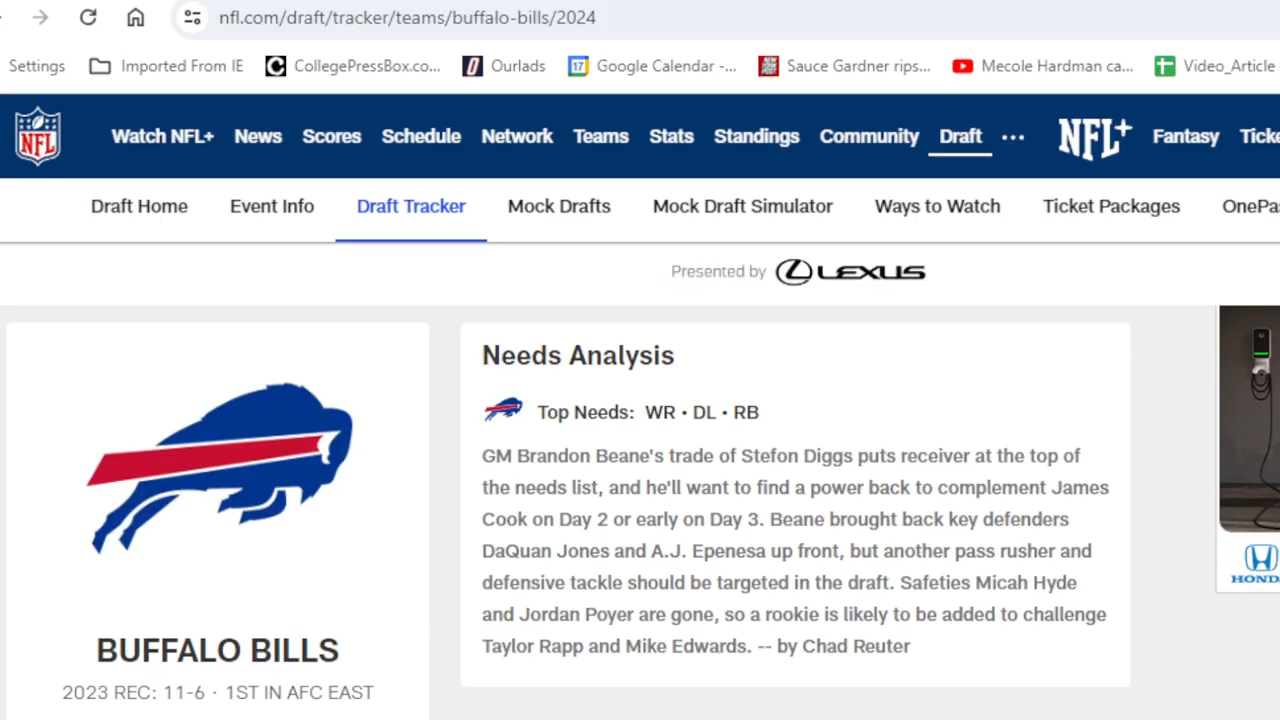 nfl.com/draft/tracker/teams/buffalo-bills/2024
Settings Imported From IE CollegePressBox.co... Ourlads 17 Google Calendar -... Sauce Gardner rips... Mecole Hardman ca... Video_Article
NFL Watch NFL+ News Scores Schedule Network Teams Stats Standings Community Draft ••• NFL+ Fantasy Ticke
Draft Home Event Info Draft Tracker Mock Drafts Mock Draft Simulator Ways to Watch Ticket Packages OnePas
Presented by LEXUS
Needs Analysis
Top Needs: WR • DL • RB
GM Brandon Beane's trade of Stefon Diggs puts receiver at the top of
the needs list, and he'll want to find a power back to complement James
Cook on Day 2 or early on Day 3. Beane brought back key defenders
DaQuan Jones and A.J. Epenesa up front, but another pass rusher and
defensive tackle should be targeted in the draft. Safeties Micah Hyde
and Jordan Poyer are gone, so a rookie is likely to be added to challenge
Taylor Rapp and Mike Edwards. -- by Chad Reuter
BUFFALO BILLS
2023 REC: 11-6 · 1ST IN AFC EAST
HOND